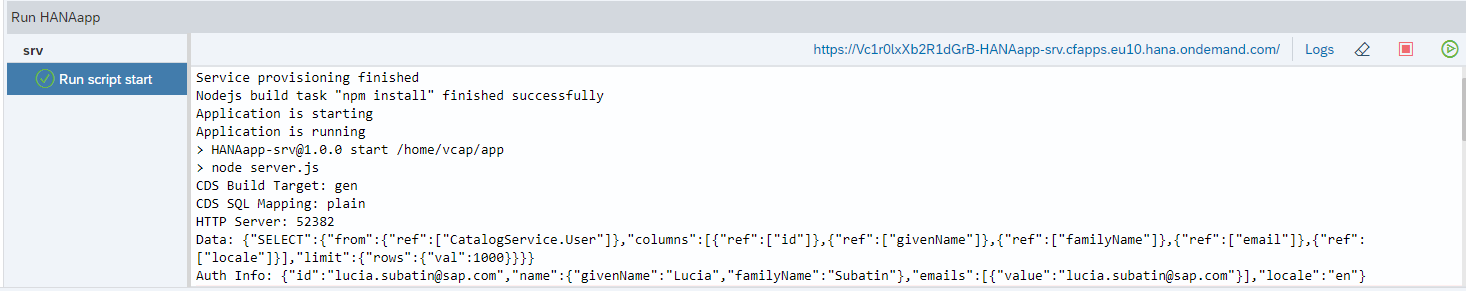 Run HANAapp
srv
https://Vc1r0lxXb2R1dGrB-HANAapp-srv.cfapps.eu10.hana.ondemand.com/
Logs
Run script start
Service provisioning finished
Nodejs build task "npm install" finished successfully
Application is starting
Application is running
> HANAapp-srv@1.0.0 start /home/vcap/app
> node server.js
CDS Build Target: gen
CDS SQL Mapping: plain
HTTP Server: 52382
Data: {"SELECT":{"from":{"ref":["CatalogService.User"]},"columns":[{"ref":["id"]},{"ref":["givenName"]},{"ref":["familyName"]},{"ref":["email"]},{"ref":
["locale"]}],"limit":{"rows":{"val":1000}}}}
Auth Info: {"id":"lucia.subatin@sap.com","name":{"givenName":"Lucia","familyName":"Subatin"},"emails":[{"value":"lucia.subatin@sap.com"}],"locale":"en"}